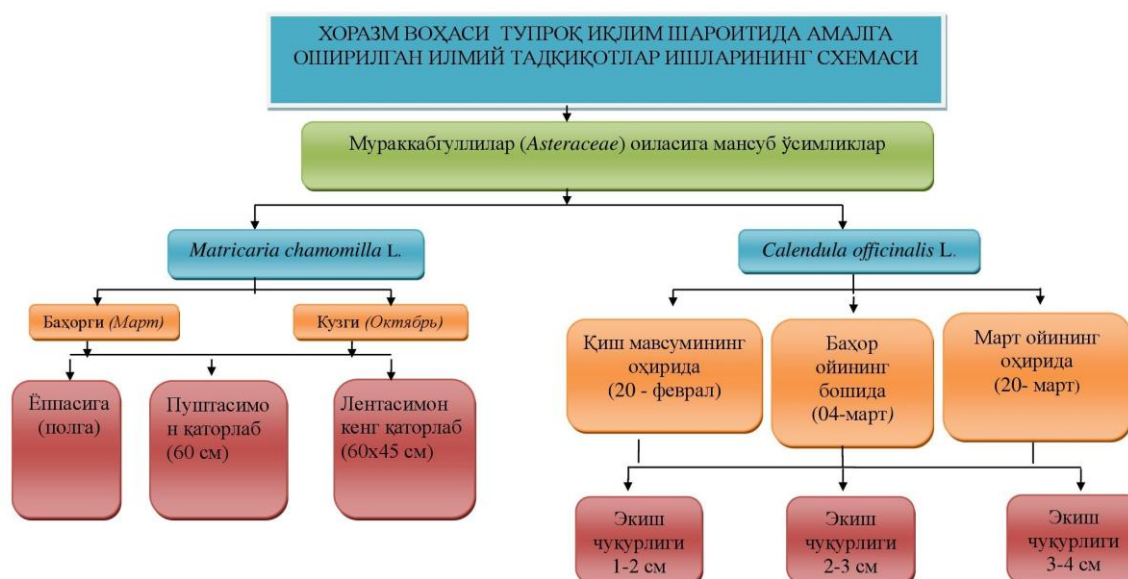 ХОРАЗМ ВОҲАСИ ТУПРОҚ ИҚЛИМ ШАРОИТИДА АМАЛГА
ОШИРИЛГАН ИЛМИЙ ТАДҚИҚОТЛАР ИШЛАРИНИНГ СХЕМАСИ
Мураккабгуллилар (Asteraceae) оиласига мансуб ўсимликлар
Matricaria chamomilla L.
Calendula officinalis L.
Баҳорги (Март)
Кузги (Октябрь)
Қиш мавсумининг
оҳирида
(20 - феврал)
Баҳор
ойининг
бошида
(04-март)
Март ойининг
оҳирида
(20- март)
Ёппасига
(полга)
Пуштасимо
н қаторлаб
(60 см)
Лентасимон
кенг қаторлаб
(60х45 см)
Экиш
чуқурлиги
1-2 см
Экиш
чуқурлиги
2-3 см
Экиш
чуқурлиги
3-4 см